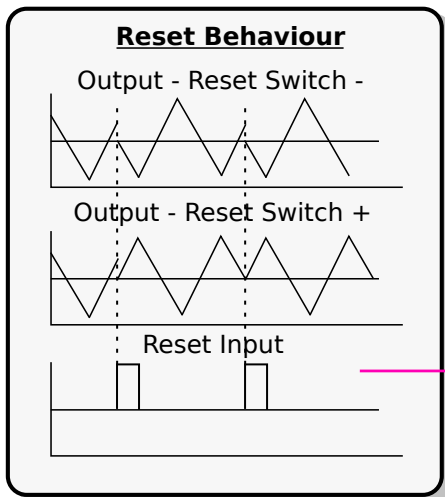 Reset Behaviour
Output - Reset Switch -
Output - Reset Switch +
Reset Input